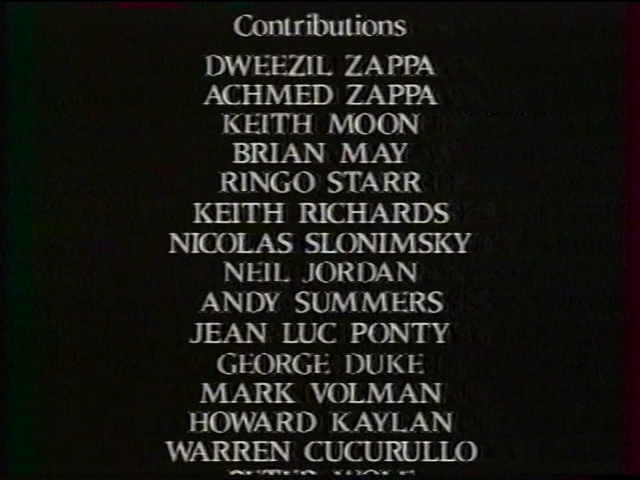 Contributions
DWEEZIL ZAPPA
ACHMED ZAPPA
KEITH MOON
BRIAN MAY
RINGO STARR
KEITH RICHARDS
NICOLAS SLONIMSKY
NEIL JORDAN
ANDY SUMMERS
JEAN LUC PONTY
GEORGE DUKE
MARK VOLMAN
HOWARD KAYLAN
WARREN CUCURULLO